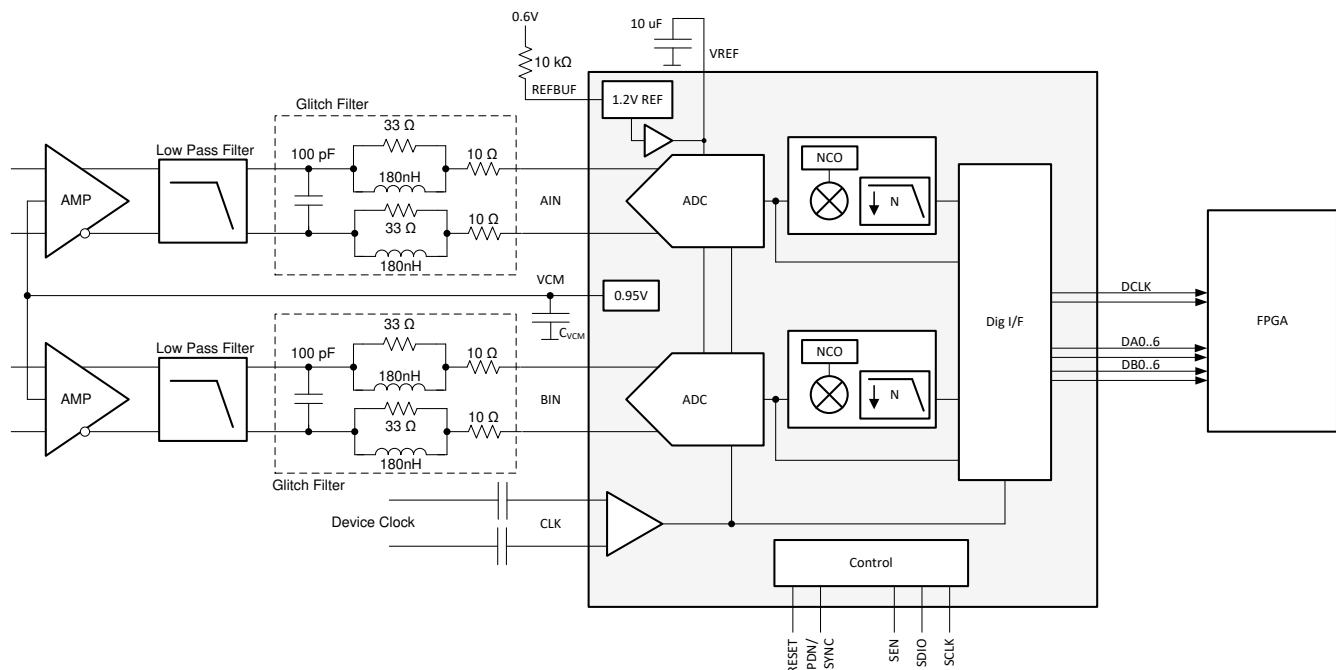 0.6V
10 uF
VREF
10 kΩ
REFBUF
1.2V REF
Glitch Filter
33 Ω
Low Pass Filter
100 pF
10 Ω
180nH
AMP
33 Ω
10 Ω
180nH
AIN
ADC
NCO
N
VCM
0.95V
CVCM
Dig I/F
DCLK
FPGA
DA0..6
DB0..6
33 Ω
Low Pass Filter
100 pF
10 Ω
180nH
AMP
33 Ω
10 Ω
180nH
BIN
ADC
NCO
N
Glitch Filter
Device Clock
CLK
Control
RESET
PDN/
SYNC
SEN
SDIO
SCLK